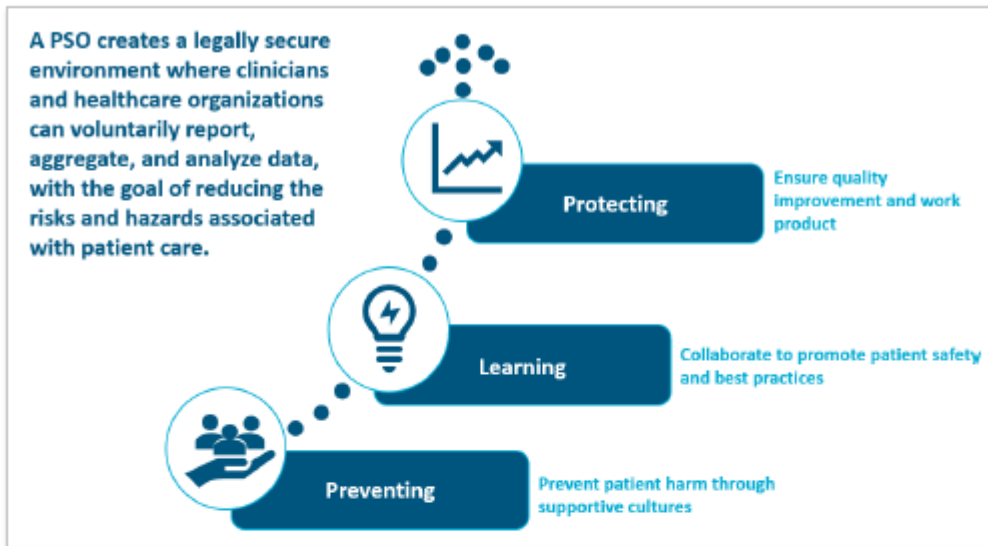 A PSO creates a legally secure
environment where clinicians
and healthcare organizations
can voluntarily report,
aggregate, and analyze data,
with the goal of reducing the
risks and hazards associated
with patient care.
Protecting
Ensure quality
improvement and work
product
Learning
Collaborate to promote patient safety
and best practices
Preventing
Prevent patient harm through
supportive cultures